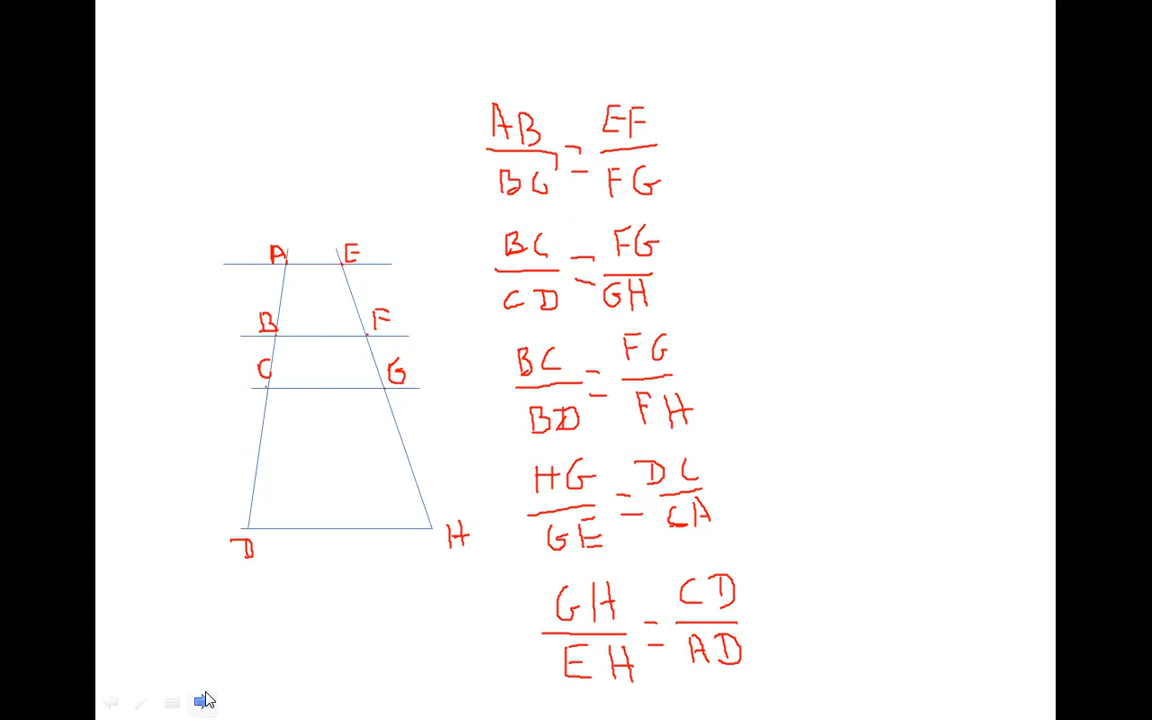 AB EF
BC = FG
BC FG
CD = GH
A E
B F
C G
D H
BC FG
BD = FH
HG DC
GE = CA
GH CD
EH = AD